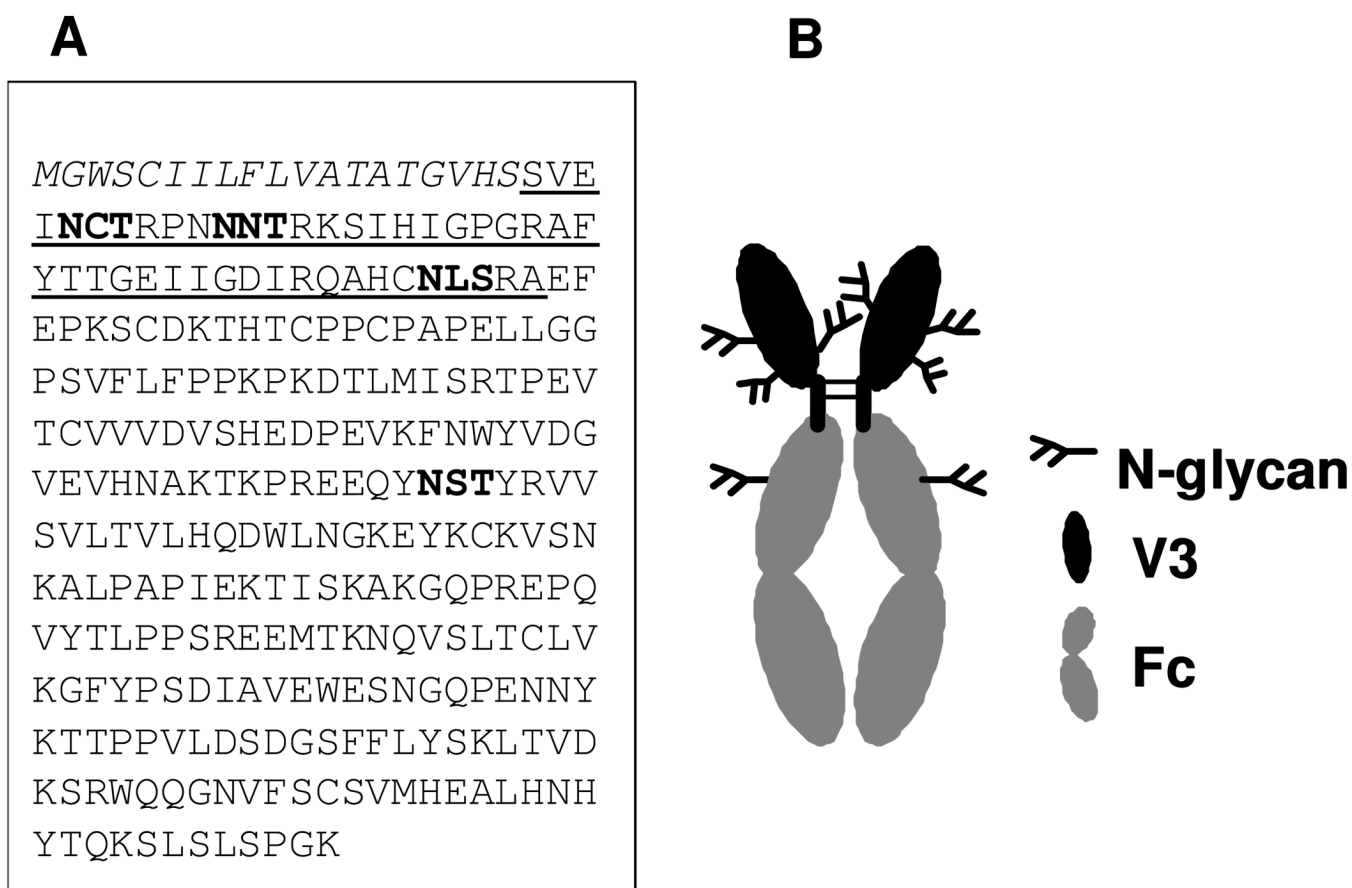 A
B
MGWSCIILFLVATATGVHSSVE
INCTRPNNNTRKSIHIGPGRAF
YTTGEIIGDIRQAHCNLSRAEF
EPKSCDKTHTCPPCPAPELLGG
PSVFLFPPKPKDTLMISRTPEV
TCVVVDVSHEDPEVKFNWYVDG
VEVHNAKTKPREEQYNSTYRVV
SVLTVLHQDWLNGKEYKCKVSN
KALPAPIEKTISKAKGQPREPQ
VYTLPPSREEMTKNQVSLTCLV
KGFYPSDIAVEWESNGQPENNY
KTTPPVLDSDGSFFLYSKLTVD
KSRWQQGNVFSCSVMHEALHNH
YTQKSLSLSPGK
N-glycan
V3
Fc